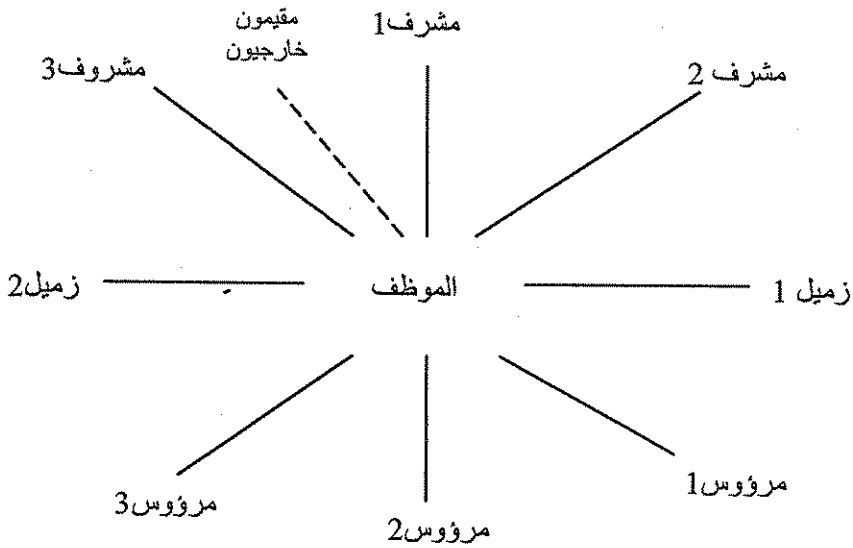 مقيمون
خارجيون
مشرف1
مشرف 2
مشروف3
الموظف
زميل 1
زميل2
مرؤوس1
مرؤوس2
مرؤوس3